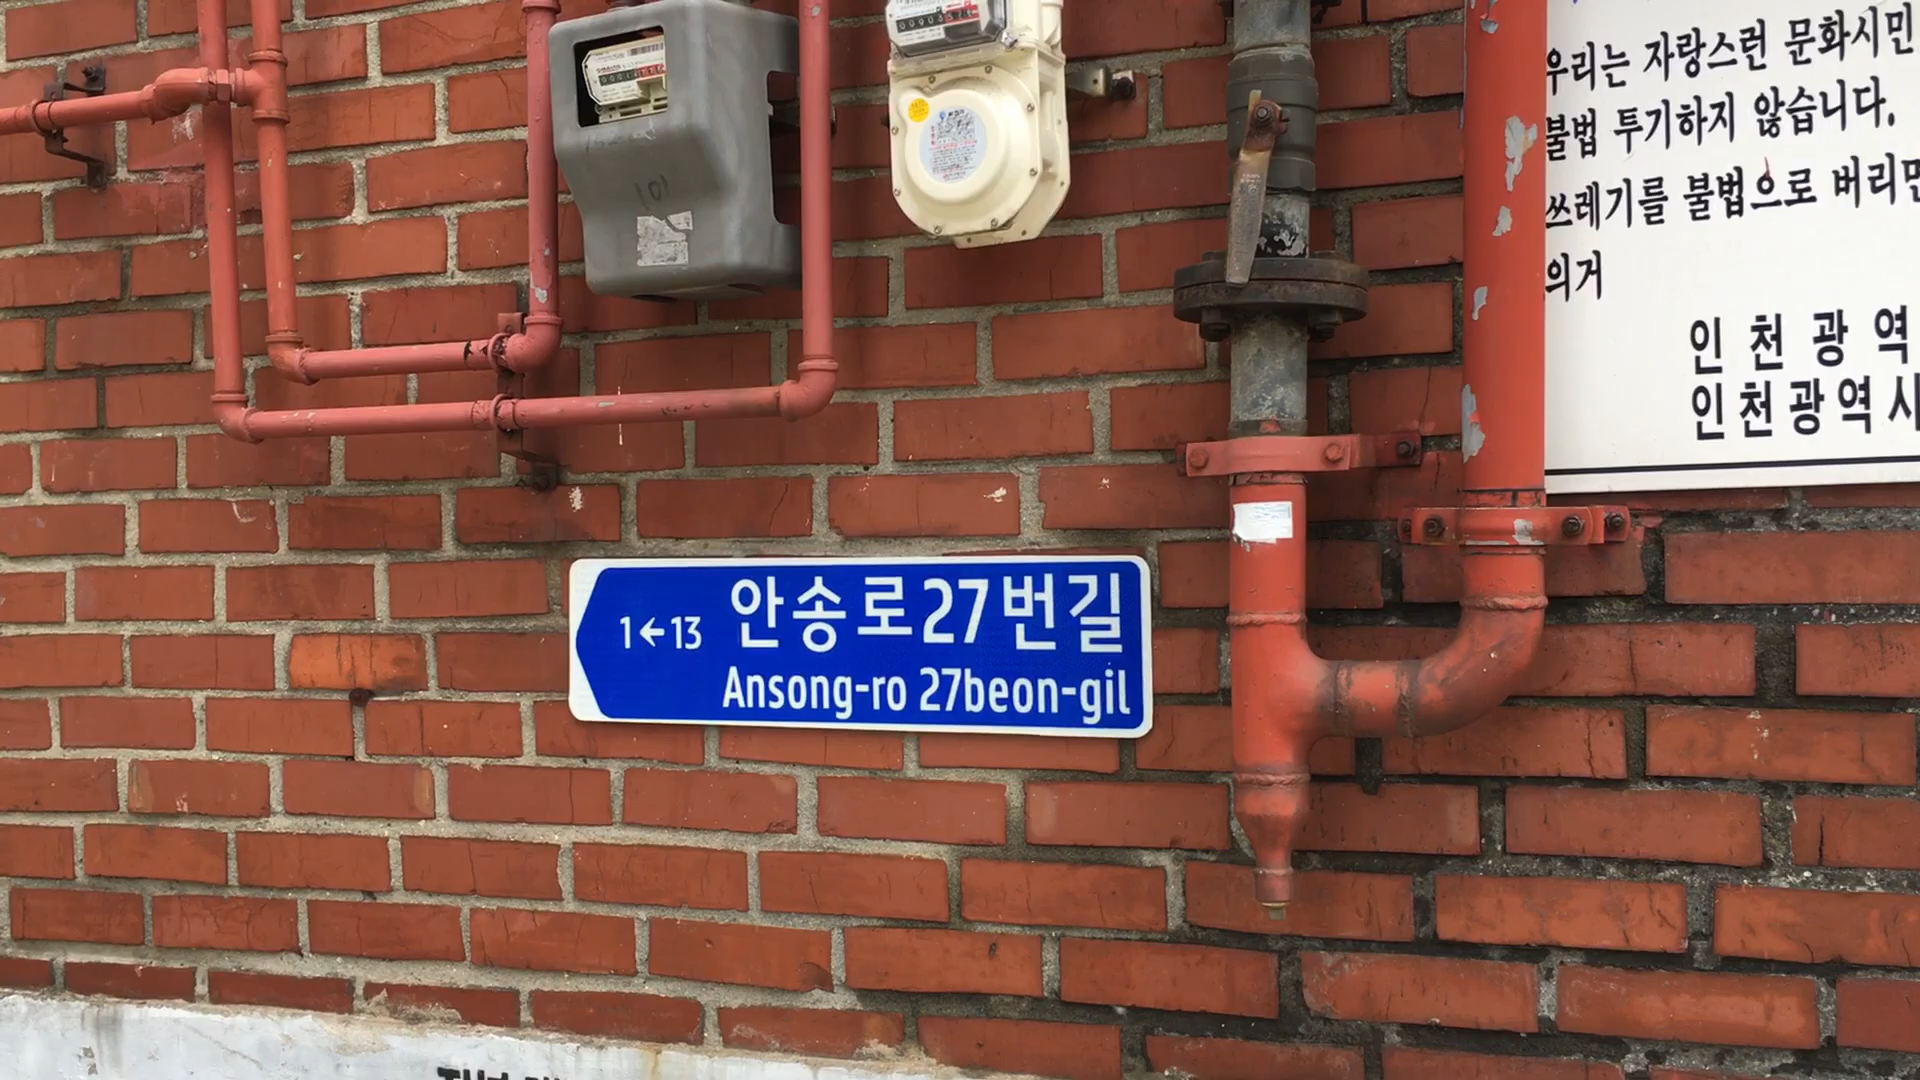 101
우리는 자랑스런 문화시민
불법 투기하지 않습니다.
쓰레기를 불법으로 버리면
의거
인 천 광 역
인천광역시
1←13
안송로27번길
Ansong-ro 27beon-gil